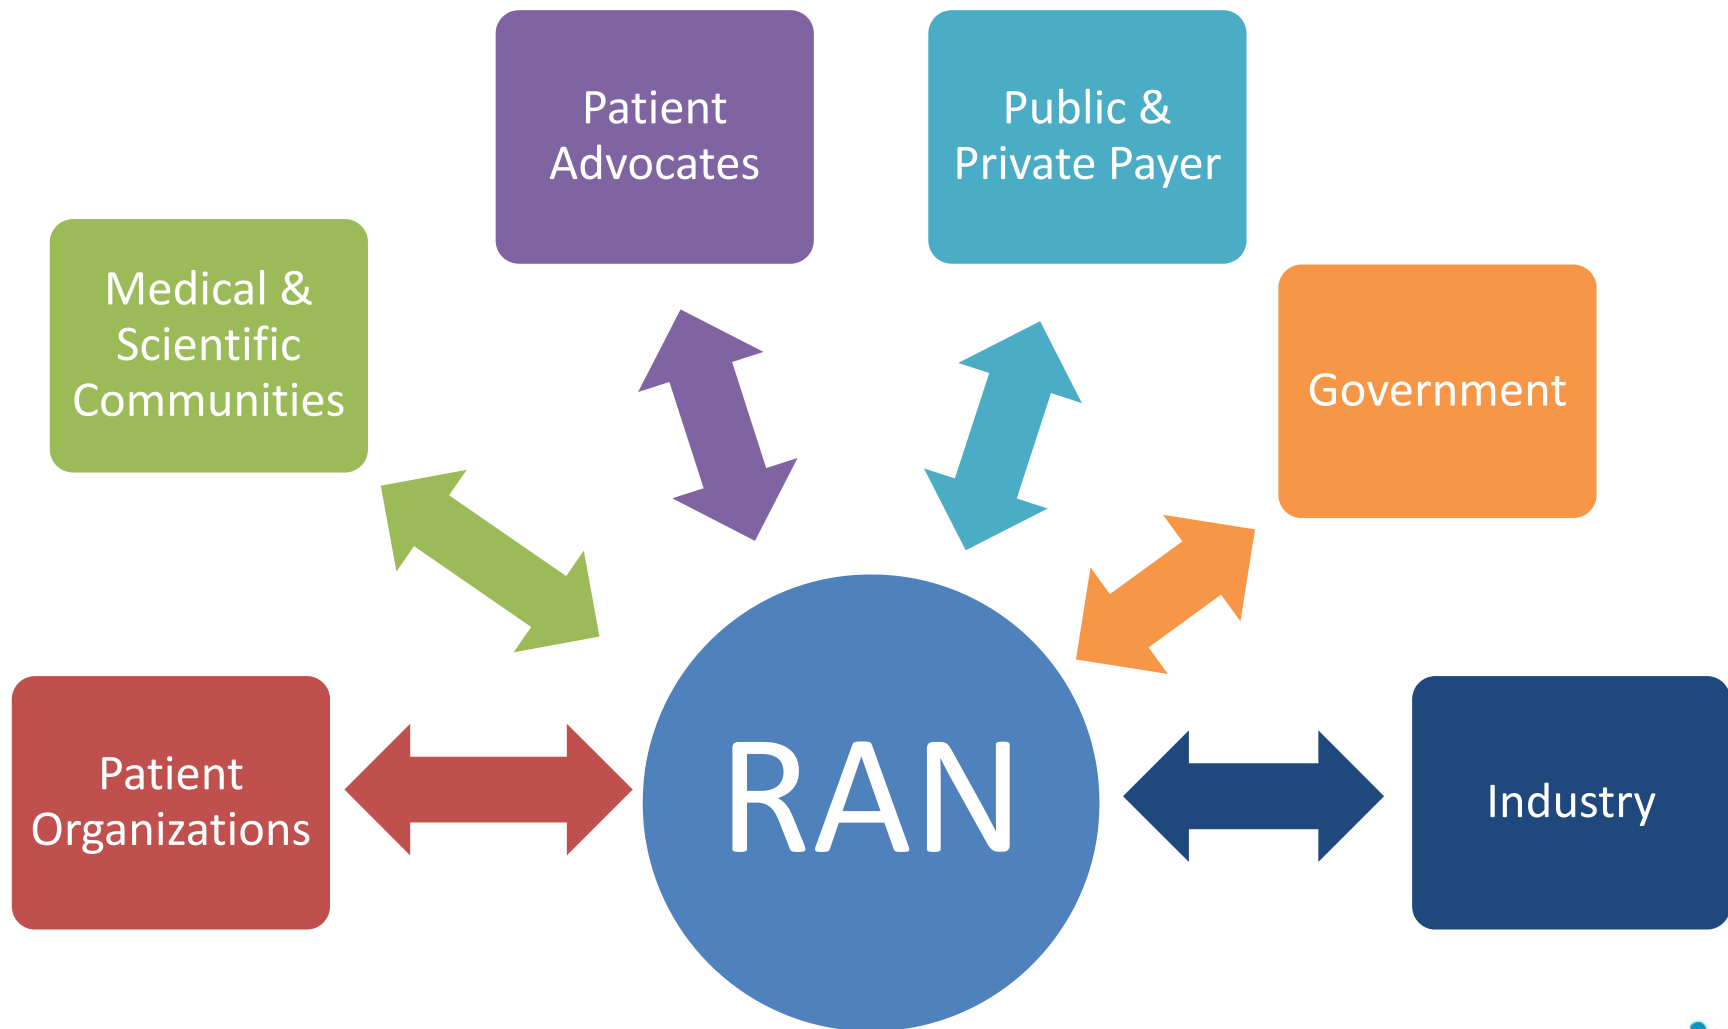 Patient
Advocates
Public &
Private Payer
Medical &
Scientific
Communities
Government
Patient
Organizations
RAN
Industry